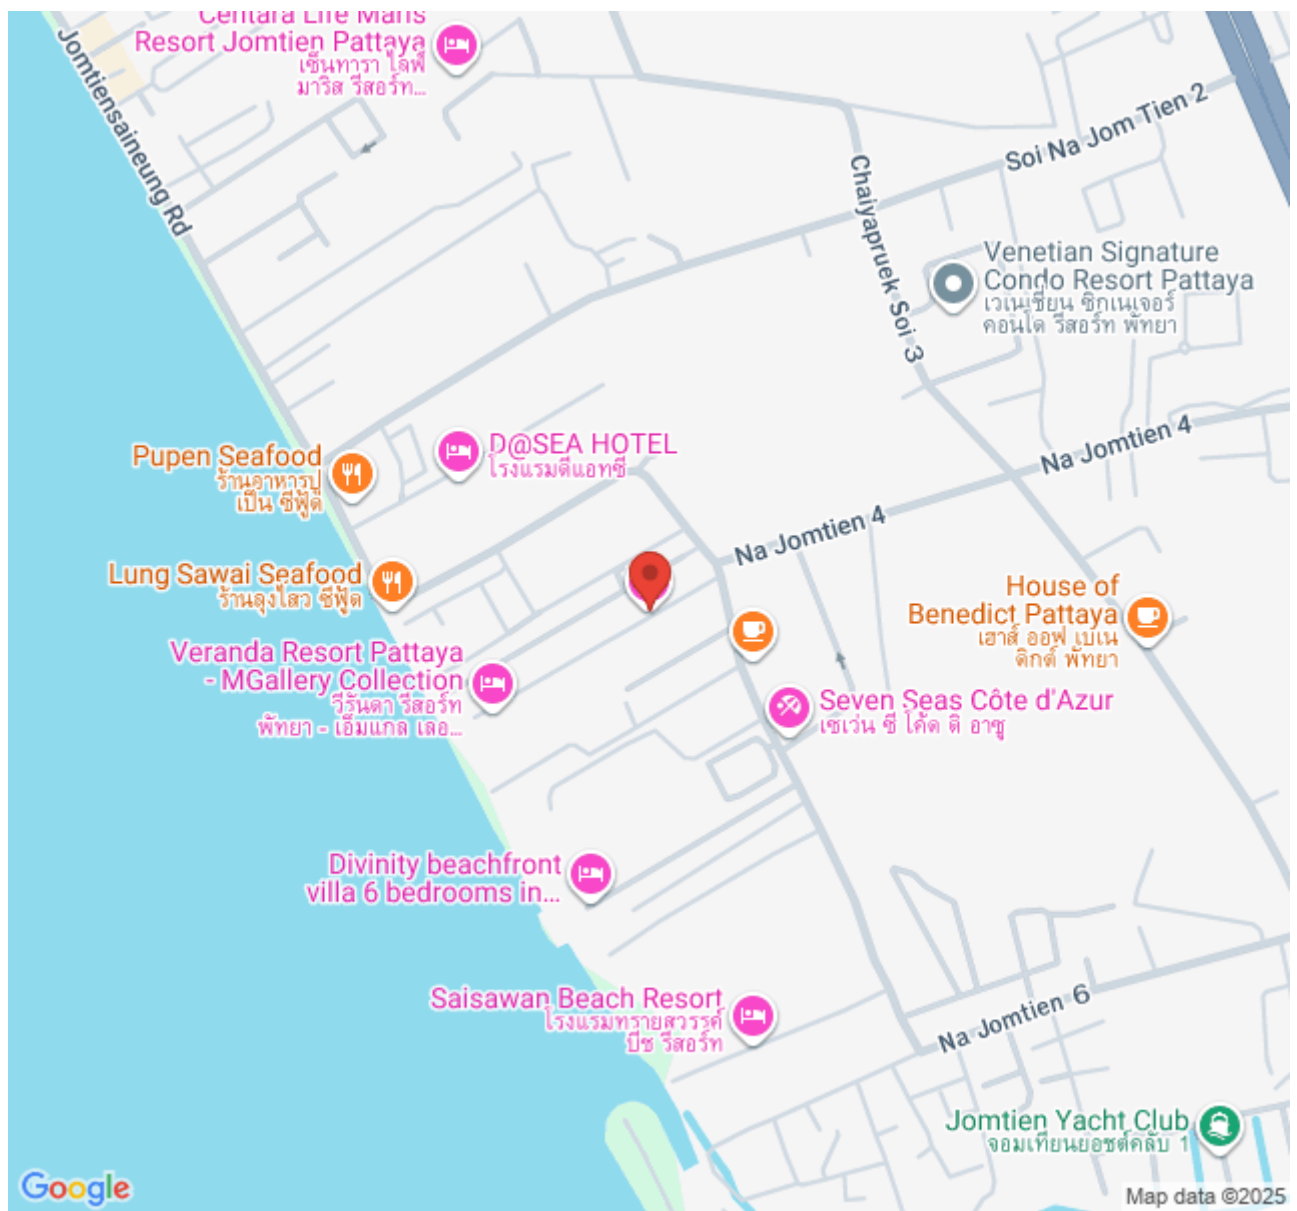 Centara Life Maris
Resort Jomtien Pattaya
เซ็นทารา ไลฟ์
มาริส รีสอร์ท...
Jomtiensaineung Rd
Soi Na Jom Tien 2
Chaiyapruek Soi 3
Venetian Signature
Condo Resort Pattaya
เวเนเชี่ยน ซิกเนเจอร์
คอนโด รีสอร์ท พัทยา
Na Jomtien 4
D@SEA HOTEL
โรงแรมดีแอทซี
Pupen Seafood
ร้านอาหารปู
เป็น ซีฟู้ด
Na Jomtien 4
Lung Sawai Seafood
ร้านลุงไสว ซีฟู้ด
House of
Benedict Pattaya
เฮาส์ ออฟ เบเน
ดิกต์ พัทยา
Veranda Resort Pattaya
- MGallery Collection
วีรันดา รีสอร์ท
พัทยา - เอ็มแกล เลอ...
Seven Seas Côte d'Azur
เซเว่น ซี โค้ด ดิ อาซู
Divinity beachfront
villa 6 bedrooms in...
Saisawan Beach Resort
โรงแรมทรายสวรรค์
บีช รีสอร์ท
Na Jomtien 6
Jomtien Yacht Club
จอมเทียนยอชต์คลับ 1
Google
Map data ©2025